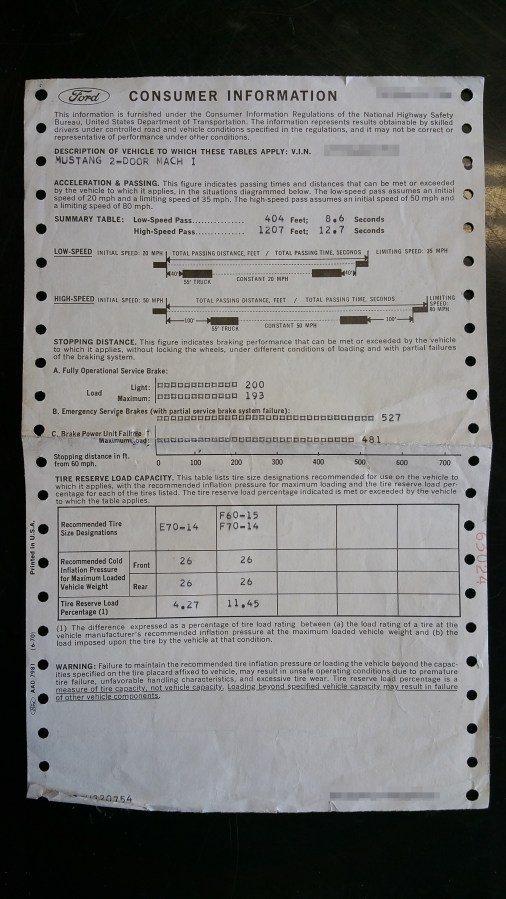 Ford CONSUMER INFORMATION
This information is furnished under the Consumer Information Regulations of the National Highway Safety
Bureau, United States Department of Transportation. The information represents results obtainable by skilled
drivers under controlled road and vehicle conditions specified in the regulations, and it may not be correct or
representative of performance under other conditions.
DESCRIPTION OF VEHICLE TO WHICH THESE TABLES APPLY: V.I.N.
MUSTANG 2-DOOR MACH I
ACCELERATION & PASSING. This figure indicates passing times and distances that can be met or exceeded
by the vehicle to which it applies, in the situations diagrammed below. The low-speed pass assumes an initial
speed of 20 mph and a limiting speed of 35 mph. The high-speed pass assumes an initial speed of 50 mph and
a limiting speed of 80 mph.
SUMMARY TABLE: Low-Speed Pass.............. 404 Feet; 8.6 Seconds
High-Speed Pass.............. 1207 Feet; 12.7 Seconds
LOW-SPEED INITIAL SPEED: 20 MPH TOTAL PASSING DISTANCE, FEET / TOTAL PASSING TIME, SECONDS LIMITING SPEED: 35 MPH
40' 55' TRUCK CONSTANT 20 MPH 40'
HIGH-SPEED INITIAL SPEED: 50 MPH TOTAL PASSING DISTANCE, FEET / TOTAL PASSING TIME, SECONDS LIMITING SPEED: 80 MPH
100' 55' TRUCK CONSTANT 50 MPH 100'
STOPPING DISTANCE. This figure indicates braking performance that can be met or exceeded by the vehicle
to which it applies, without locking the wheels, under different conditions of loading and with partial failures
of the braking system.
A. Fully Operational Service Brake:
Load Light: 200
Maximum: 193
B. Emergency Service Brakes (with partial service brake system failure):
527
C. Brake Power Unit Failure
Maximum Load: 481
Stopping distance in ft. from 60 mph. 0 100 200 300 400 500 600 700
TIRE RESERVE LOAD CAPACITY. This table lists tire size designations recommended for use on the vehicle
to which it applies, with the recommended inflation pressure for maximum loading and the tire reserve load per-
centage for each of the tires listed. The tire reserve load percentage indicated is met or exceeded by the vehicle
to which the table applies.
Recommended Tire Size Designations E70-14 F60-15 F70-14
Recommended Cold Inflation Pressure for Maximum Loaded Vehicle Weight Front 26 26
Rear 26 26
Tire Reserve Load Percentage (1) 4.27 11.45
(1) The difference expressed as a percentage of tire load rating between (a) the load rating of a tire at the
vehicle manufacturer's recommended inflation pressure at the maximum loaded vehicle weight and (b) the
load imposed upon the tire by the vehicle at that condition.
WARNING: Failure to maintain the recommended tire inflation pressure or loading the vehicle beyond the capac-
ities specified on the tire placard affixed to vehicle, may result in unsafe operating conditions due to premature
tire failure, unfavorable handling characteristics, and excessive tire wear. Tire reserve load percentage is a
measure of tire capacity, not vehicle capacity. Loading beyond specified vehicle capacity may result in failure
of other vehicle components.
Printed in U.S.A.
(6-70)
AAD 7981
65024